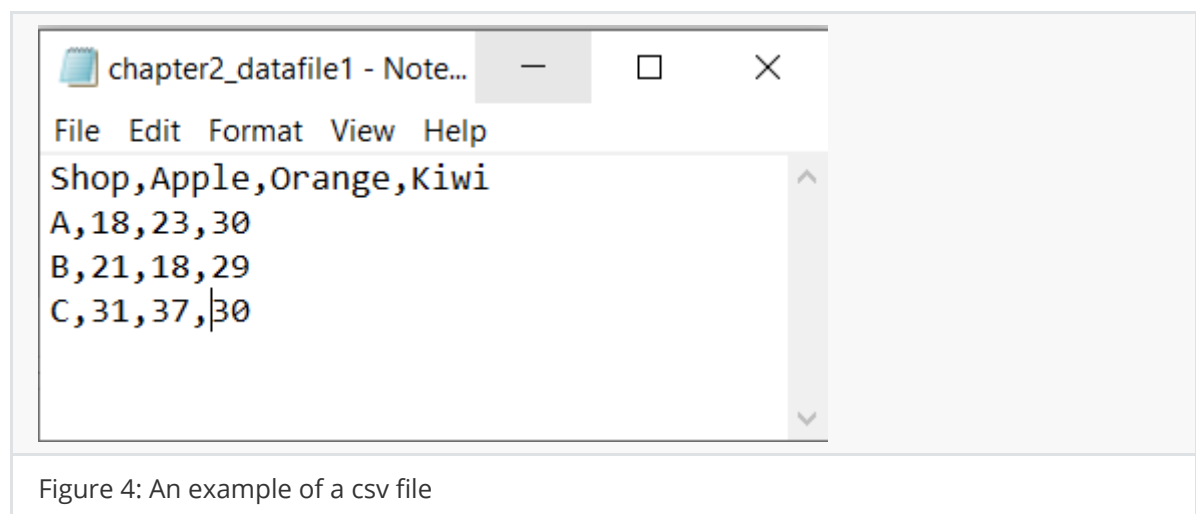 chapter2_datafile1 - Note...
File Edit Format View Help
Shop,Apple,Orange,Kiwi
A,18,23,30
B,21,18,29
C,31,37,30
Figure 4: An example of a csv file